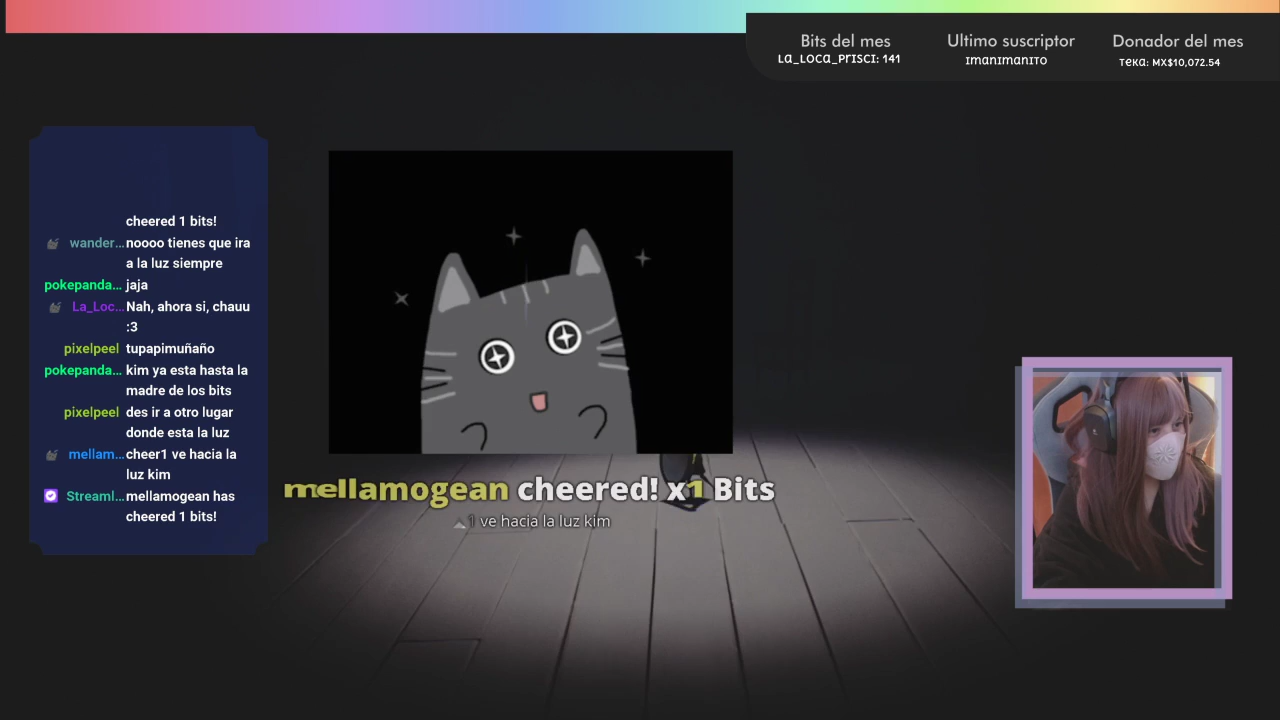 Bits del mes
La_Loca_Prisci: 141
Ultimo suscriptor
imanimanito
Donador del mes
Teka: MX$10,072.54
cheered 1 bits!
wander... noooo tienes que ira
a la luz siempre
pokepanda... jaja
La_Loc... Nah, ahora si, chauu
:3
pixelpeel tupapimuñaño
pokepanda... kim ya esta hasta la
madre de los bits
pixelpeel des ir a otro lugar
donde esta la luz
mellam... cheer1 ve hacia la
luz kim
Streaml... mellamogean has
cheered 1 bits!
mellamogean cheered! x1 Bits
1 ve hacia la luz kim